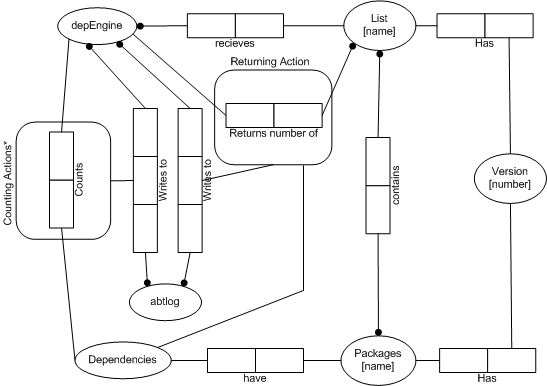 depEngine
List
[name]
recieves
Has
Returning Action
Returns number of
Counting Actions*
Counts
Writes to
Writes to
contains
Version
[number]
abtlog
Dependencies
have
Packages
[name]
Has